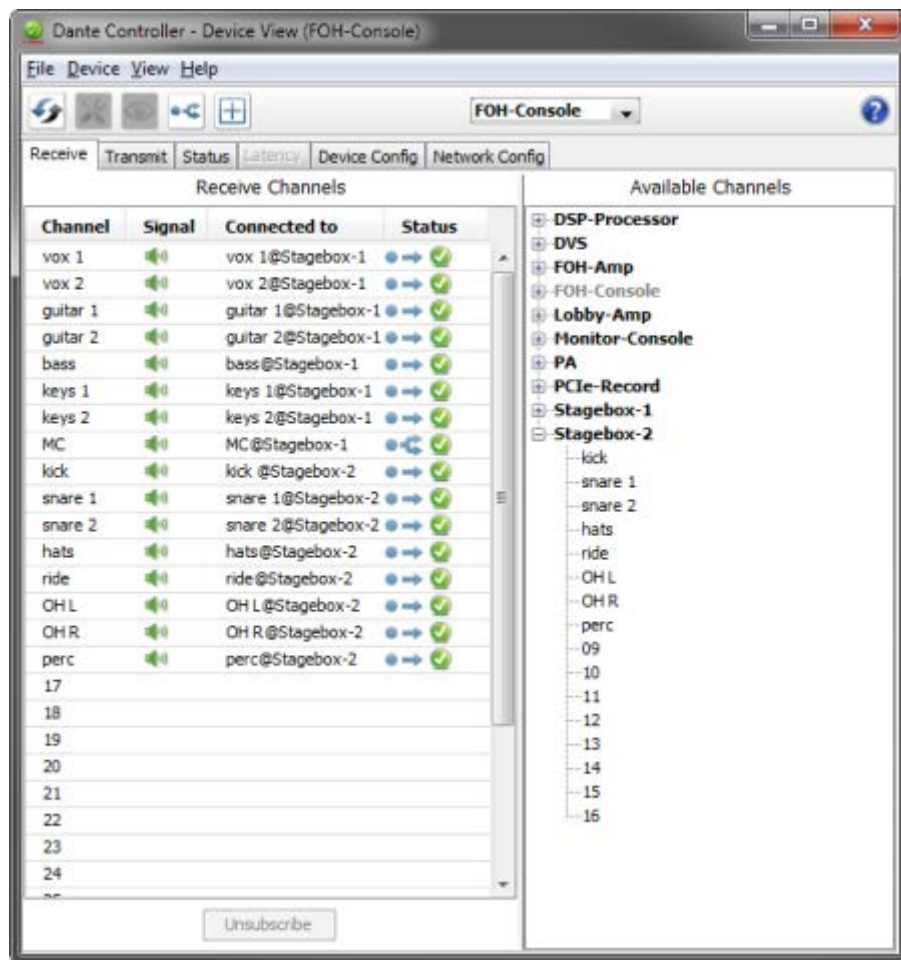 Dante Controller - Device View (FOH-Console)
File Device View Help
FOH-Console
Receive Transmit Status Latency Device Config Network Config
Receive Channels
Channel Signal Connected to Status
vox 1 vox 1@Stagebox-1
vox 2 vox 2@Stagebox-1
guitar 1 guitar 1@Stagebox-1
guitar 2 guitar 2@Stagebox-1
bass bass@Stagebox-1
keys 1 keys 1@Stagebox-1
keys 2 keys 2@Stagebox-1
MC MC@Stagebox-1
kick kick @Stagebox-2
snare 1 snare 1@Stagebox-2
snare 2 snare 2@Stagebox-2
hats hats@Stagebox-2
ride ride@Stagebox-2
OH L OH L@Stagebox-2
OH R OH R@Stagebox-2
perc perc@Stagebox-2
17
18
19
20
21
22
23
24
Unsubscribe
Available Channels
DSP-Processor
DVS
FOH-Amp
FOH-Console
Lobby-Amp
Monitor-Console
PA
PCIe-Record
Stagebox-1
Stagebox-2
kick
snare 1
snare 2
hats
ride
OH L
OH R
perc
09
10
11
12
13
14
15
16